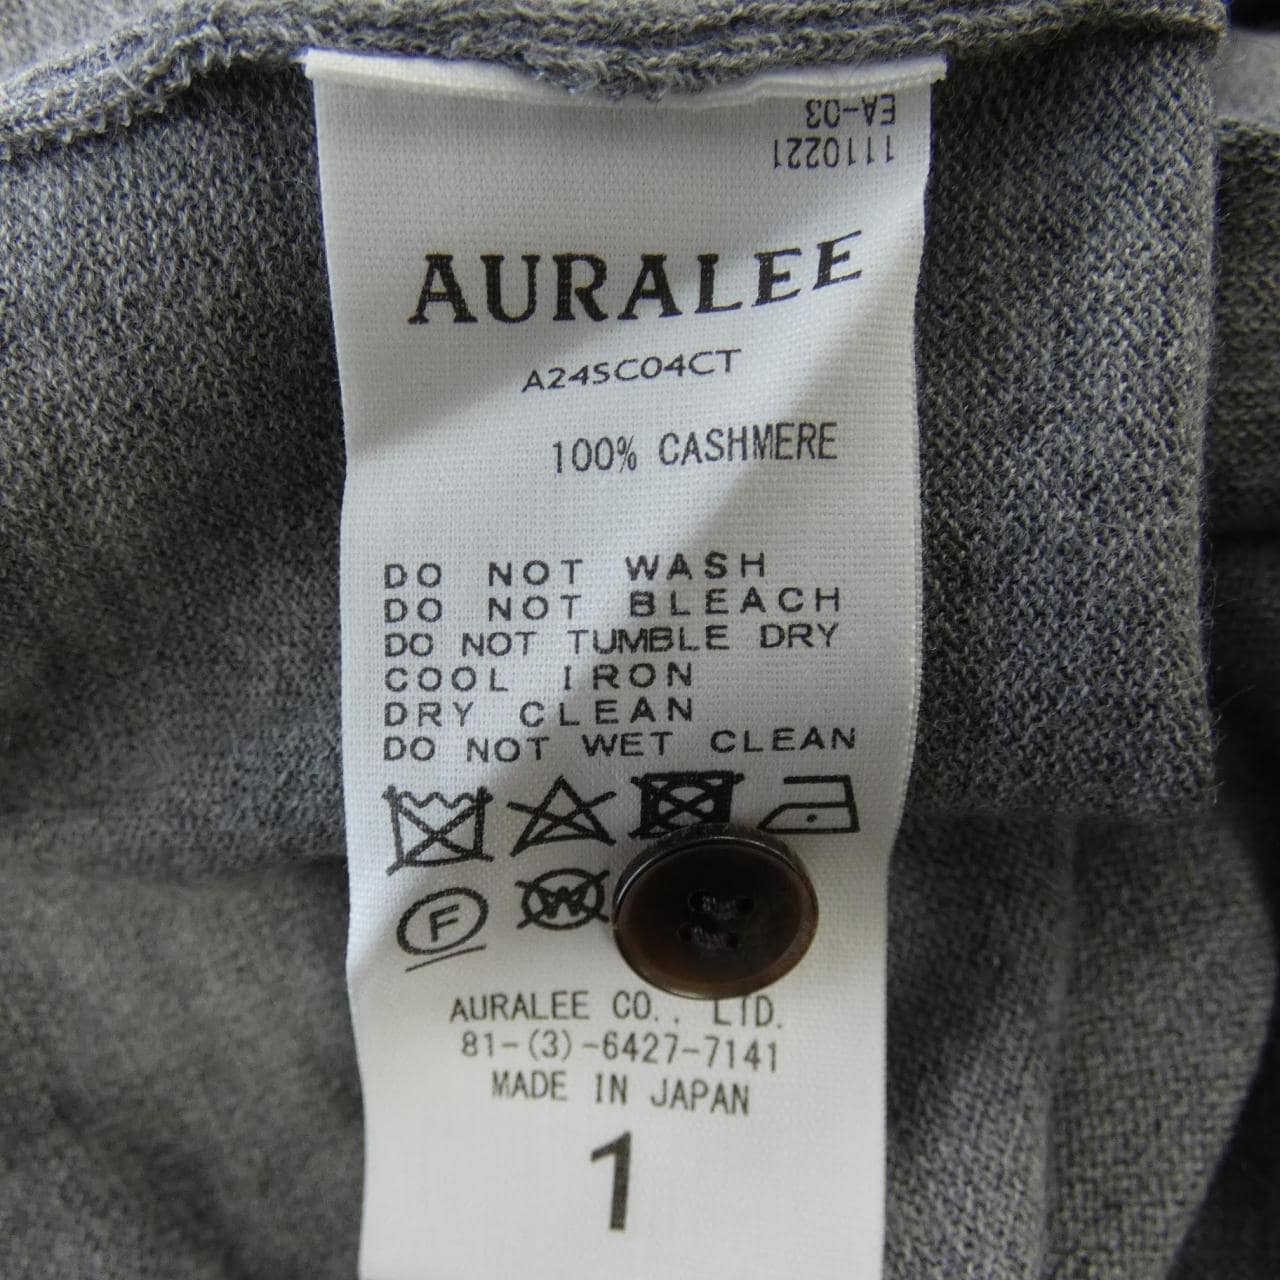 EA-03
1110221
AURALEE
A24SC04CT
100% CASHMERE
DO NOT WASH
DO NOT BLEACH
DO NOT TUMBLE DRY
COOL IRON
DRY CLEAN
DO NOT WET CLEAN
F W
AURALEE CO., LTD.
81-(3)-6427-7141
MADE IN JAPAN
1